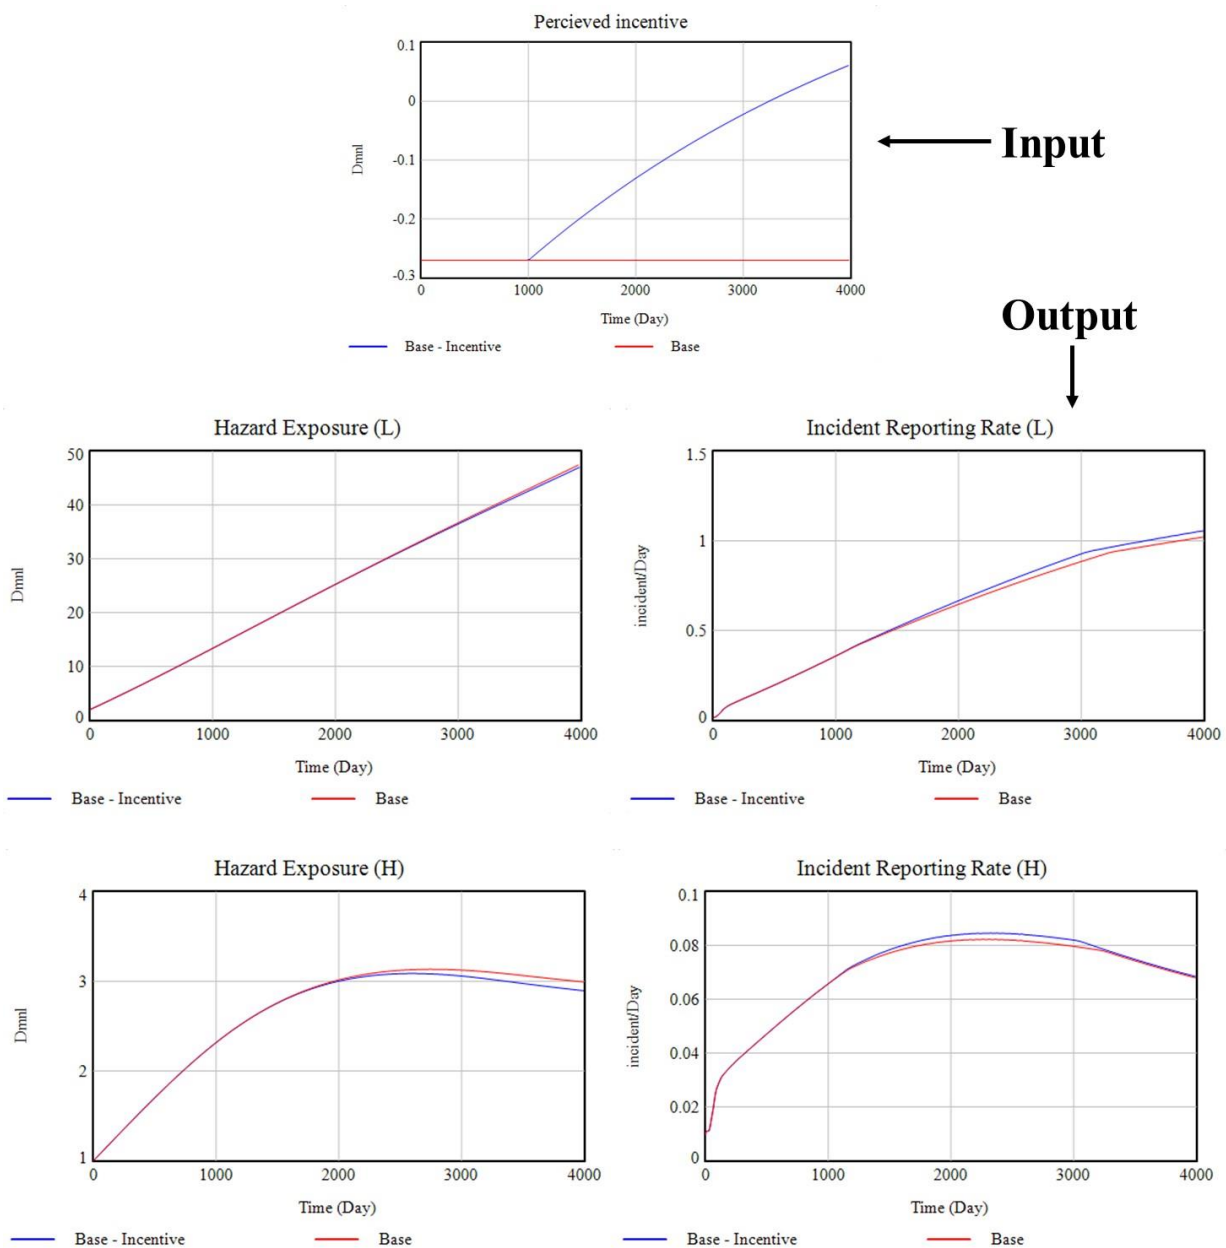 Percieved incentive
0.1
0
-0.1
-0.2
-0.3
Dmnl
0 1000 2000 3000 4000
Time (Day)
Base - Incentive Base
Input
Output
Hazard Exposure (L)
50
40
30
20
10
0
Dmnl
0 1000 2000 3000 4000
Time (Day)
Base - Incentive Base
Incident Reporting Rate (L)
1.5
1
0.5
0
incident/Day
0 1000 2000 3000 4000
Time (Day)
Base - Incentive Base
Hazard Exposure (H)
4
3
2
1
Dmnl
0 1000 2000 3000 4000
Time (Day)
Base - Incentive Base
Incident Reporting Rate (H)
0.1
0.08
0.06
0.04
0.02
0
incident/Day
0 1000 2000 3000 4000
Time (Day)
Base - Incentive Base